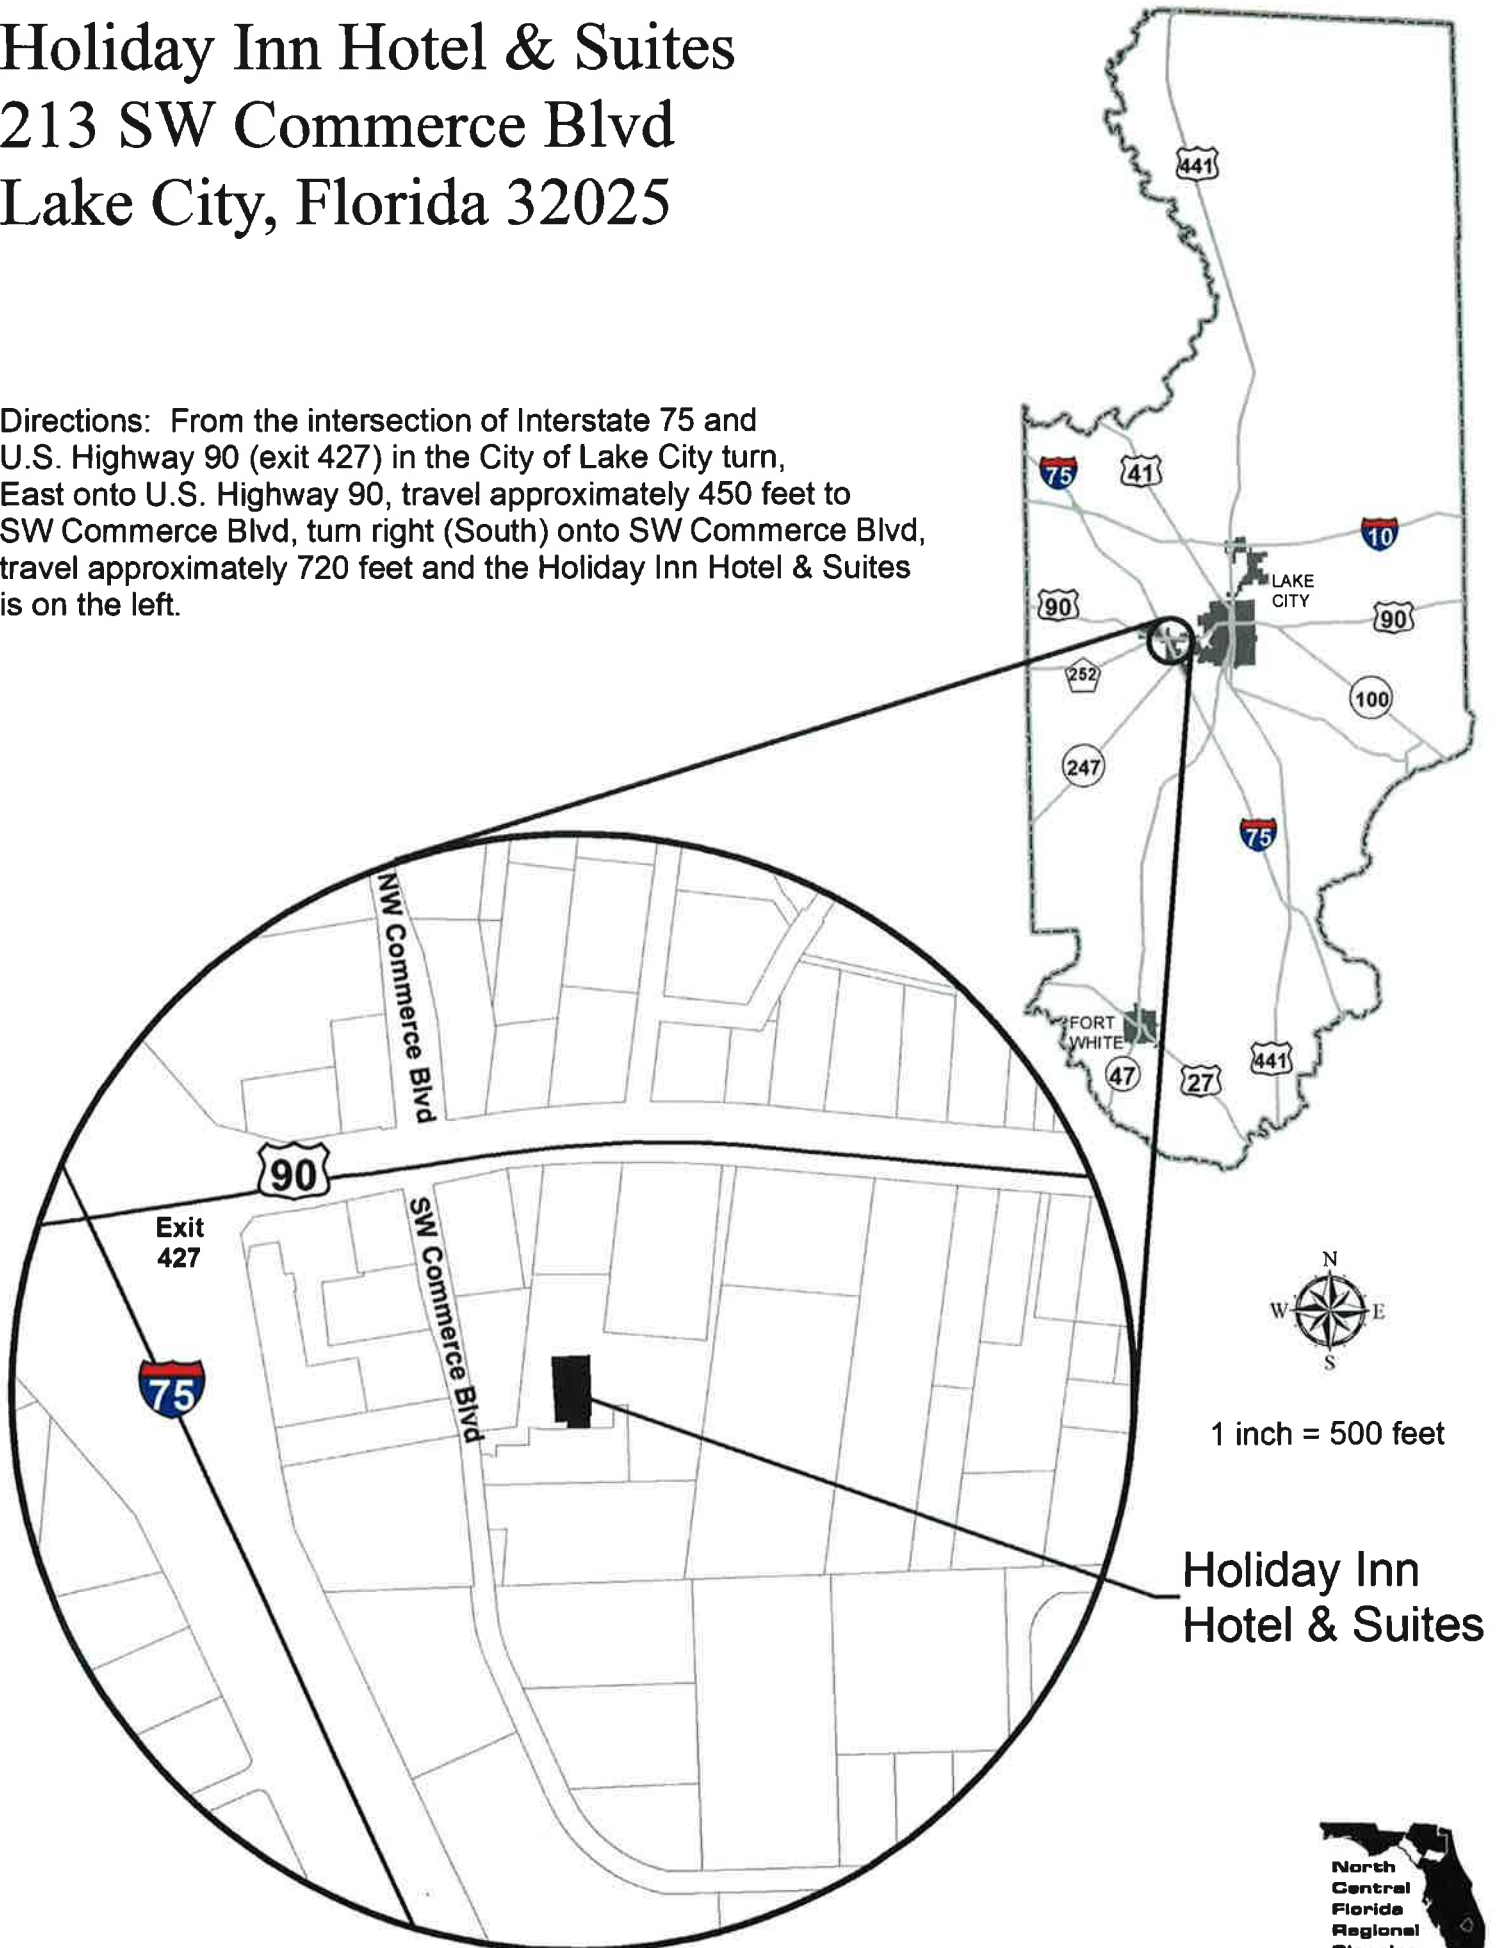 Holiday Inn Hotel & Suites
213 SW Commerce Blvd
Lake City, Florida 32025
Directions: From the intersection of Interstate 75 and
U.S. Highway 90 (exit 427) in the City of Lake City turn,
East onto U.S. Highway 90, travel approximately 450 feet to
SW Commerce Blvd, turn right (South) onto SW Commerce Blvd,
travel approximately 720 feet and the Holiday Inn Hotel & Suites
is on the left.
441
75
41
10
LAKE
CITY
90
90
252
100
247
75
FORT
WHITE
47
27
441
NW Commerce Blvd
90
Exit
427
SW Commerce Blvd
75
N
W
E
S
1 inch = 500 feet
Holiday Inn
Hotel & Suites
North
Central
Florida
Regional